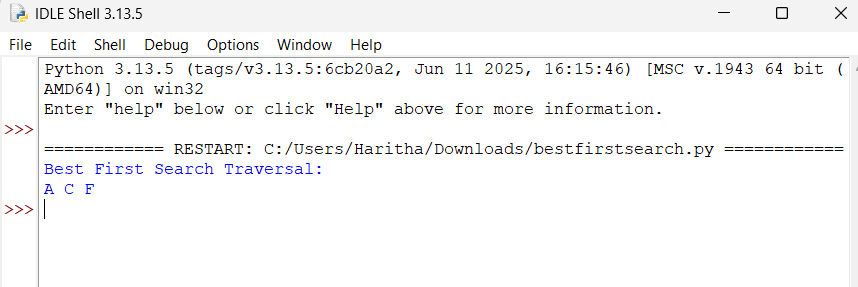 IDLE Shell 3.13.5
File Edit Shell Debug Options Window Help
Python 3.13.5 (tags/v3.13.5:6cb20a2, Jun 11 2025, 16:15:46) [MSC v.1943 64 bit (
AMD64)] on win32
Enter "help" below or click "Help" above for more information.
>>>
============ RESTART: C:/Users/Haritha/Downloads/bestfirstsearch.py ============
Best First Search Traversal:
A C F
>>>